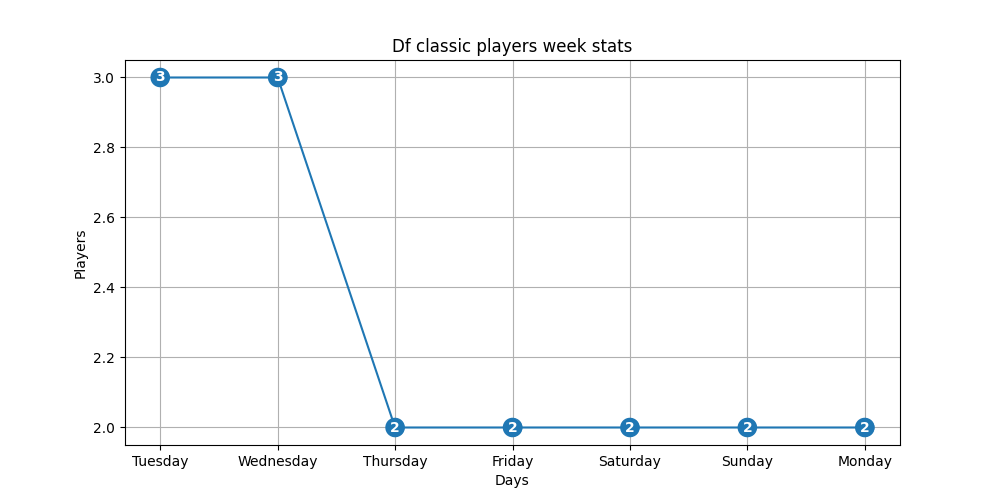 Df classic players week stats
3.0
2.8
2.6
2.4
2.2
2.0
Players
3 3 2 2 2 2 2
Tuesday Wednesday Thursday Friday Saturday Sunday Monday
Days